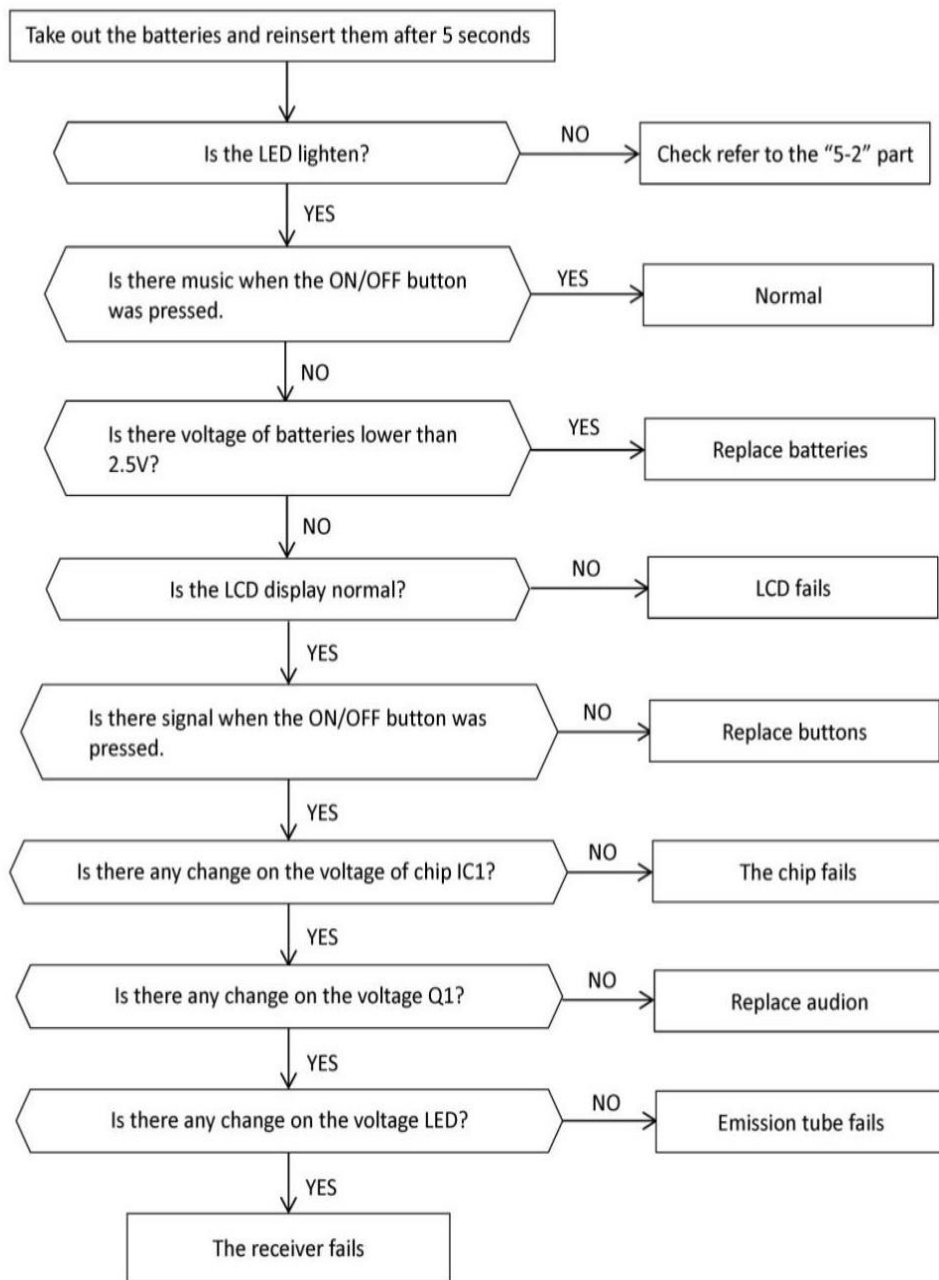 Take out the batteries and reinsert them after 5 seconds
Is the LED lighten?
NO
Check refer to the "5-2" part
YES
Is there music when the ON/OFF button
was pressed.
YES
Normal
NO
Is there voltage of batteries lower than
2.5V?
YES
Replace batteries
NO
Is the LCD display normal?
NO
LCD fails
YES
Is there signal when the ON/OFF button was
pressed.
NO
Replace buttons
YES
Is there any change on the voltage of chip IC1?
NO
The chip fails
YES
Is there any change on the voltage Q1?
NO
Replace audion
YES
Is there any change on the voltage LED?
NO
Emission tube fails
YES
The receiver fails